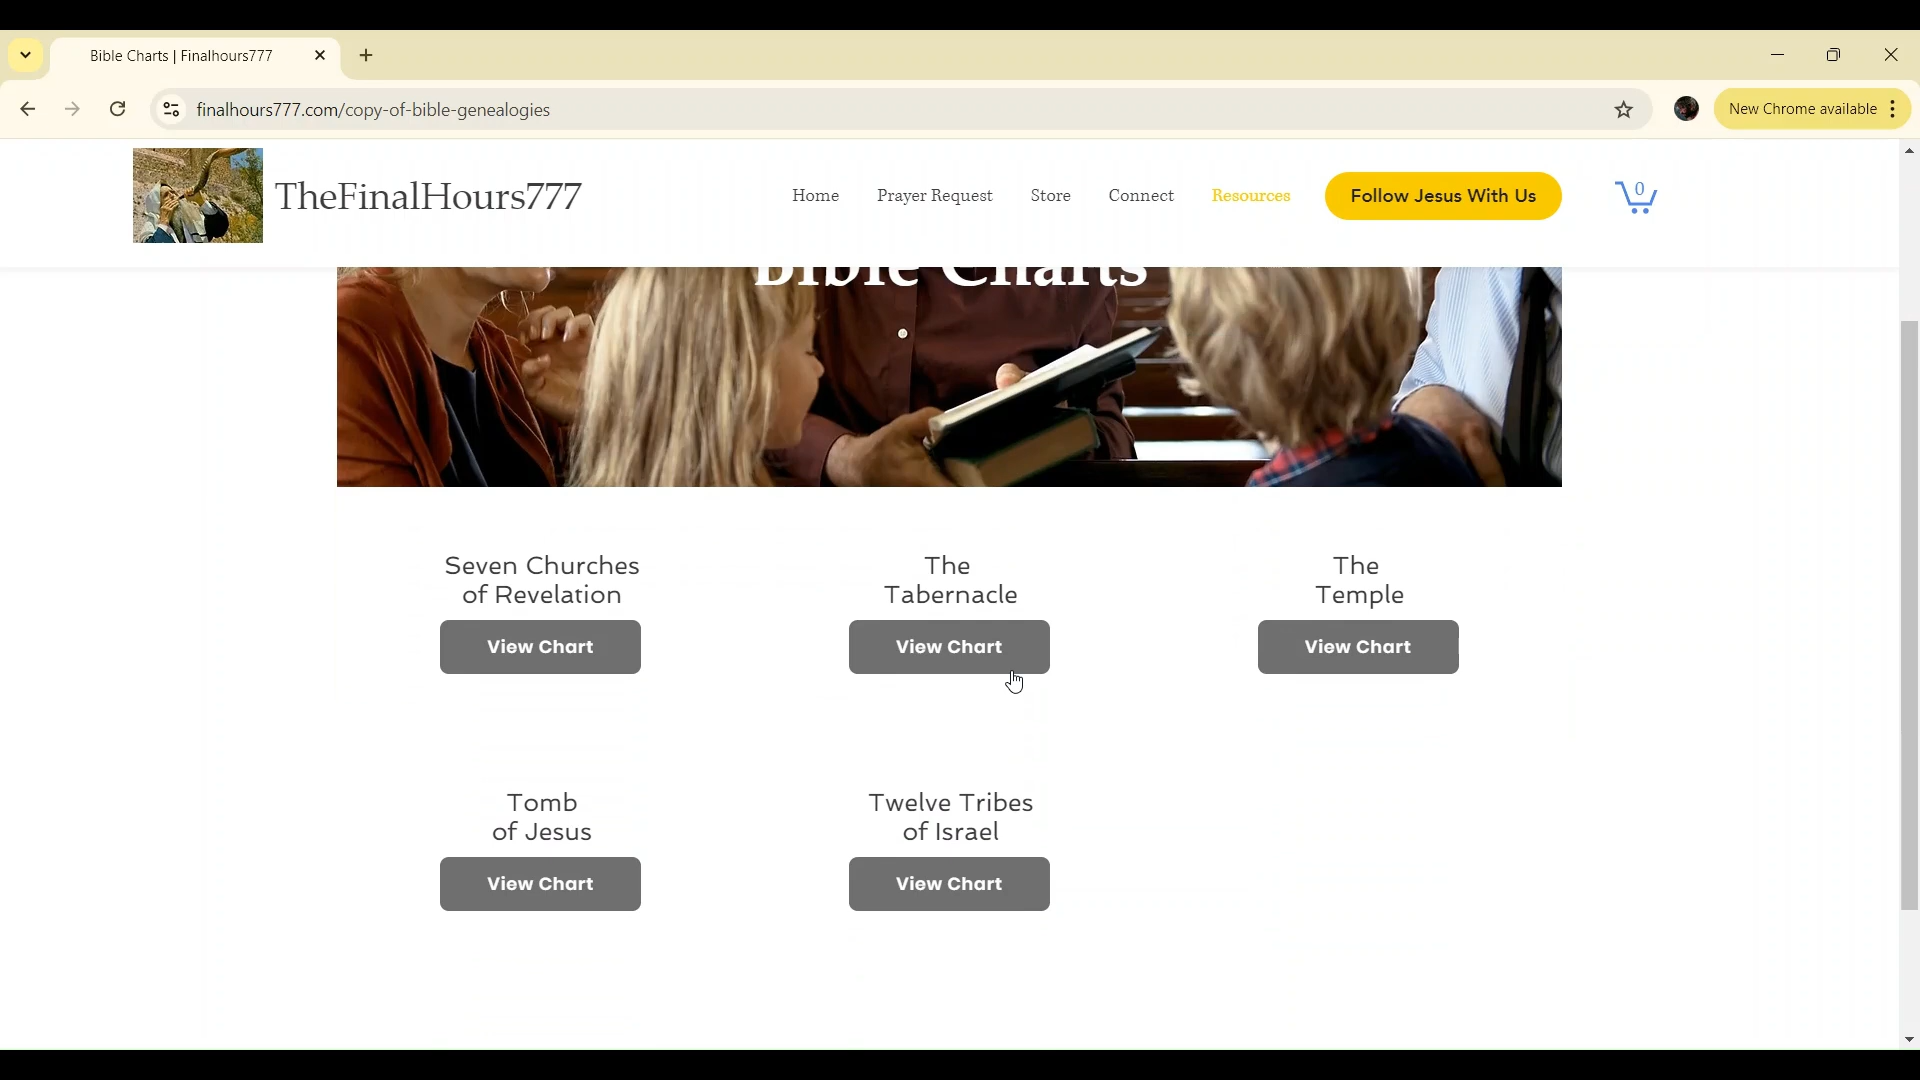 Bible Charts | Finalhours777
finalhours777.com/copy-of-bible-genealogies
New Chrome available
TheFinalHours777
Home
Prayer Request
Store
Connect
Resources
Follow Jesus With Us
0
Bible Charts
Seven Churches
of Revelation
View Chart
The
Tabernacle
View Chart
The
Temple
View Chart
Tomb
of Jesus
View Chart
Twelve Tribes
of Israel
View Chart